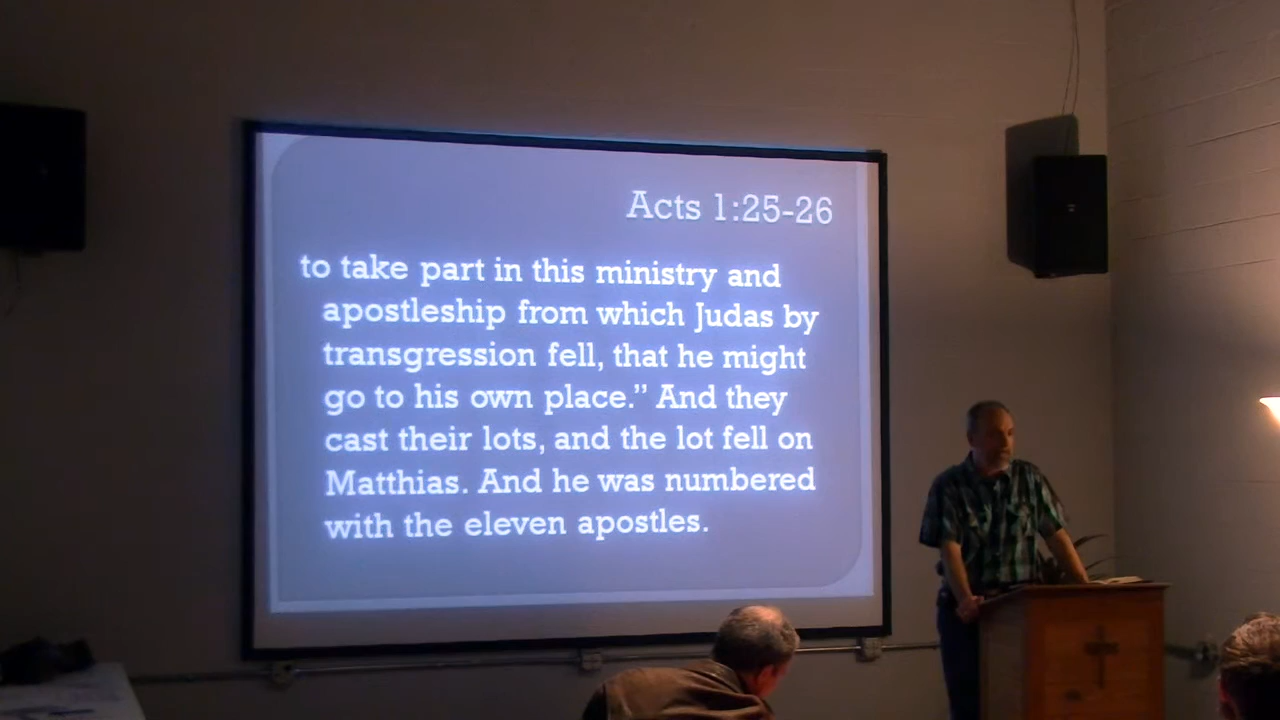 Acts 1:25-26
to take part in this ministry and
apostleship from which Judas by
transgression fell, that he might
go to his own place.” And they
cast their lots, and the lot fell on
Matthias. And he was numbered
with the eleven apostles.